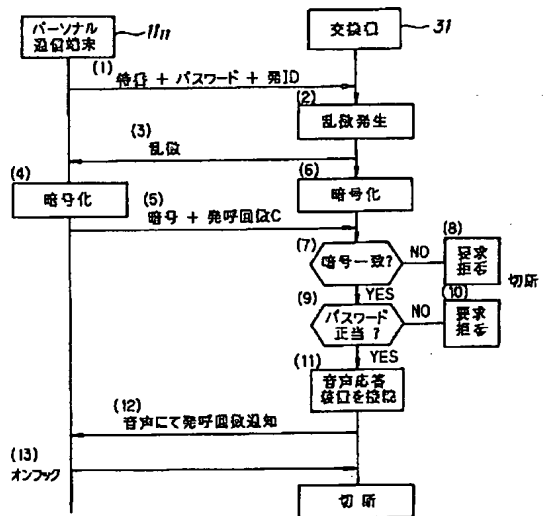 パーソナル
通信端末
11n
交換機
31
(1)
特番 + パスワード + 発ID
(2)
乱数発生
(3)
乱数
(4)
暗号化
(5)
暗号 + 発呼回数C
(6)
暗号化
(7)
暗号一致?
NO
(8)
要求
拒否
切断
YES
(9)
パスワード
正当?
NO
(10)
要求
拒否
YES
(11)
音声応答
装置を接続
(12)
音声にて発呼回数通知
(13)
オンフック
切断